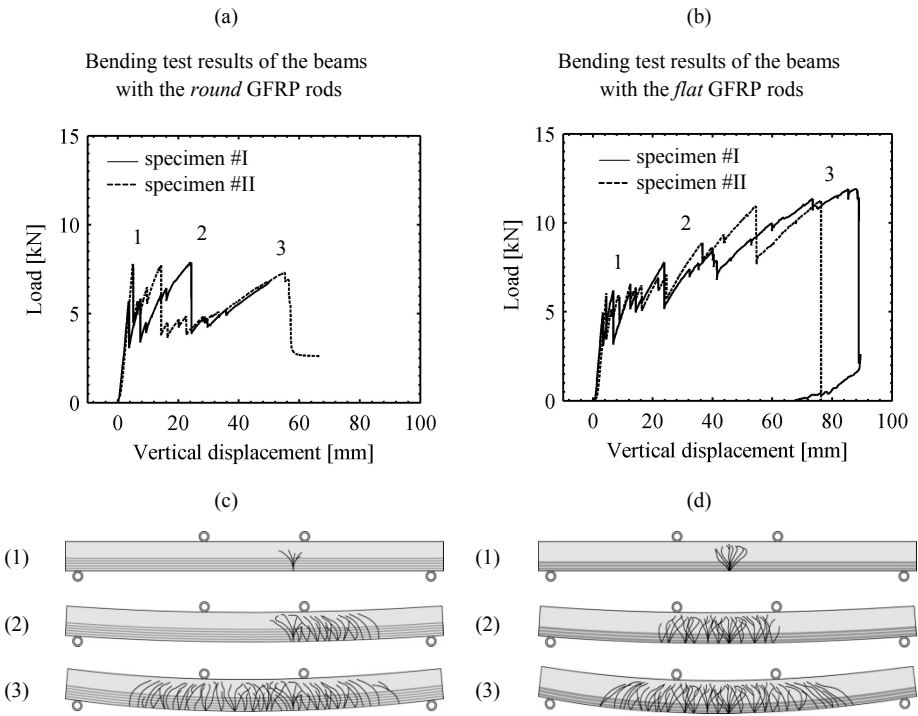 (a)
Bending test results of the beams
with the round GFRP rods
15
10
5
0
Load [kN]
specimen #I
specimen #II
1
2
3
0 20 40 60 80 100
Vertical displacement [mm]
(b)
Bending test results of the beams
with the flat GFRP rods
15
10
5
0
Load [kN]
specimen #I
specimen #II
1
2
3
0 20 40 60 80 100
Vertical displacement [mm]
(c)
(1)
(2)
(3)
(d)
(1)
(2)
(3)